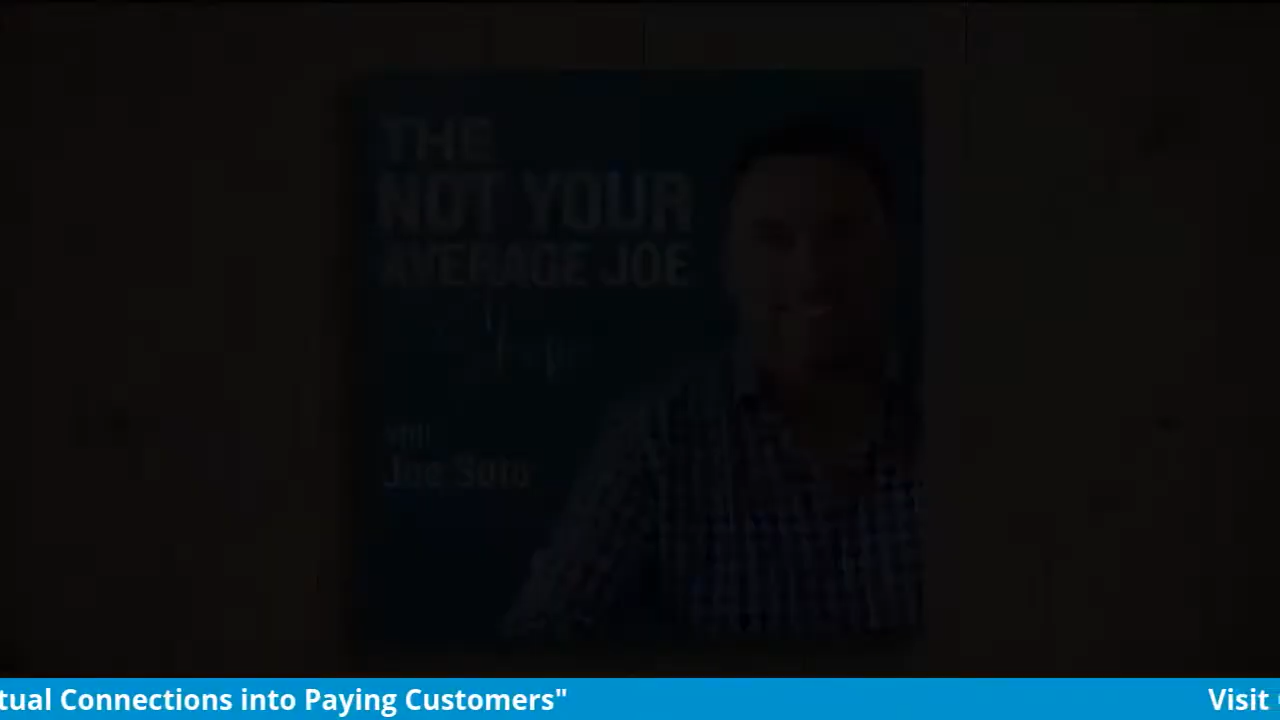 THE
NOT YOUR
AVERAGE JOE
with
Joe Soto
tual Connections into Paying Customers"
Visit